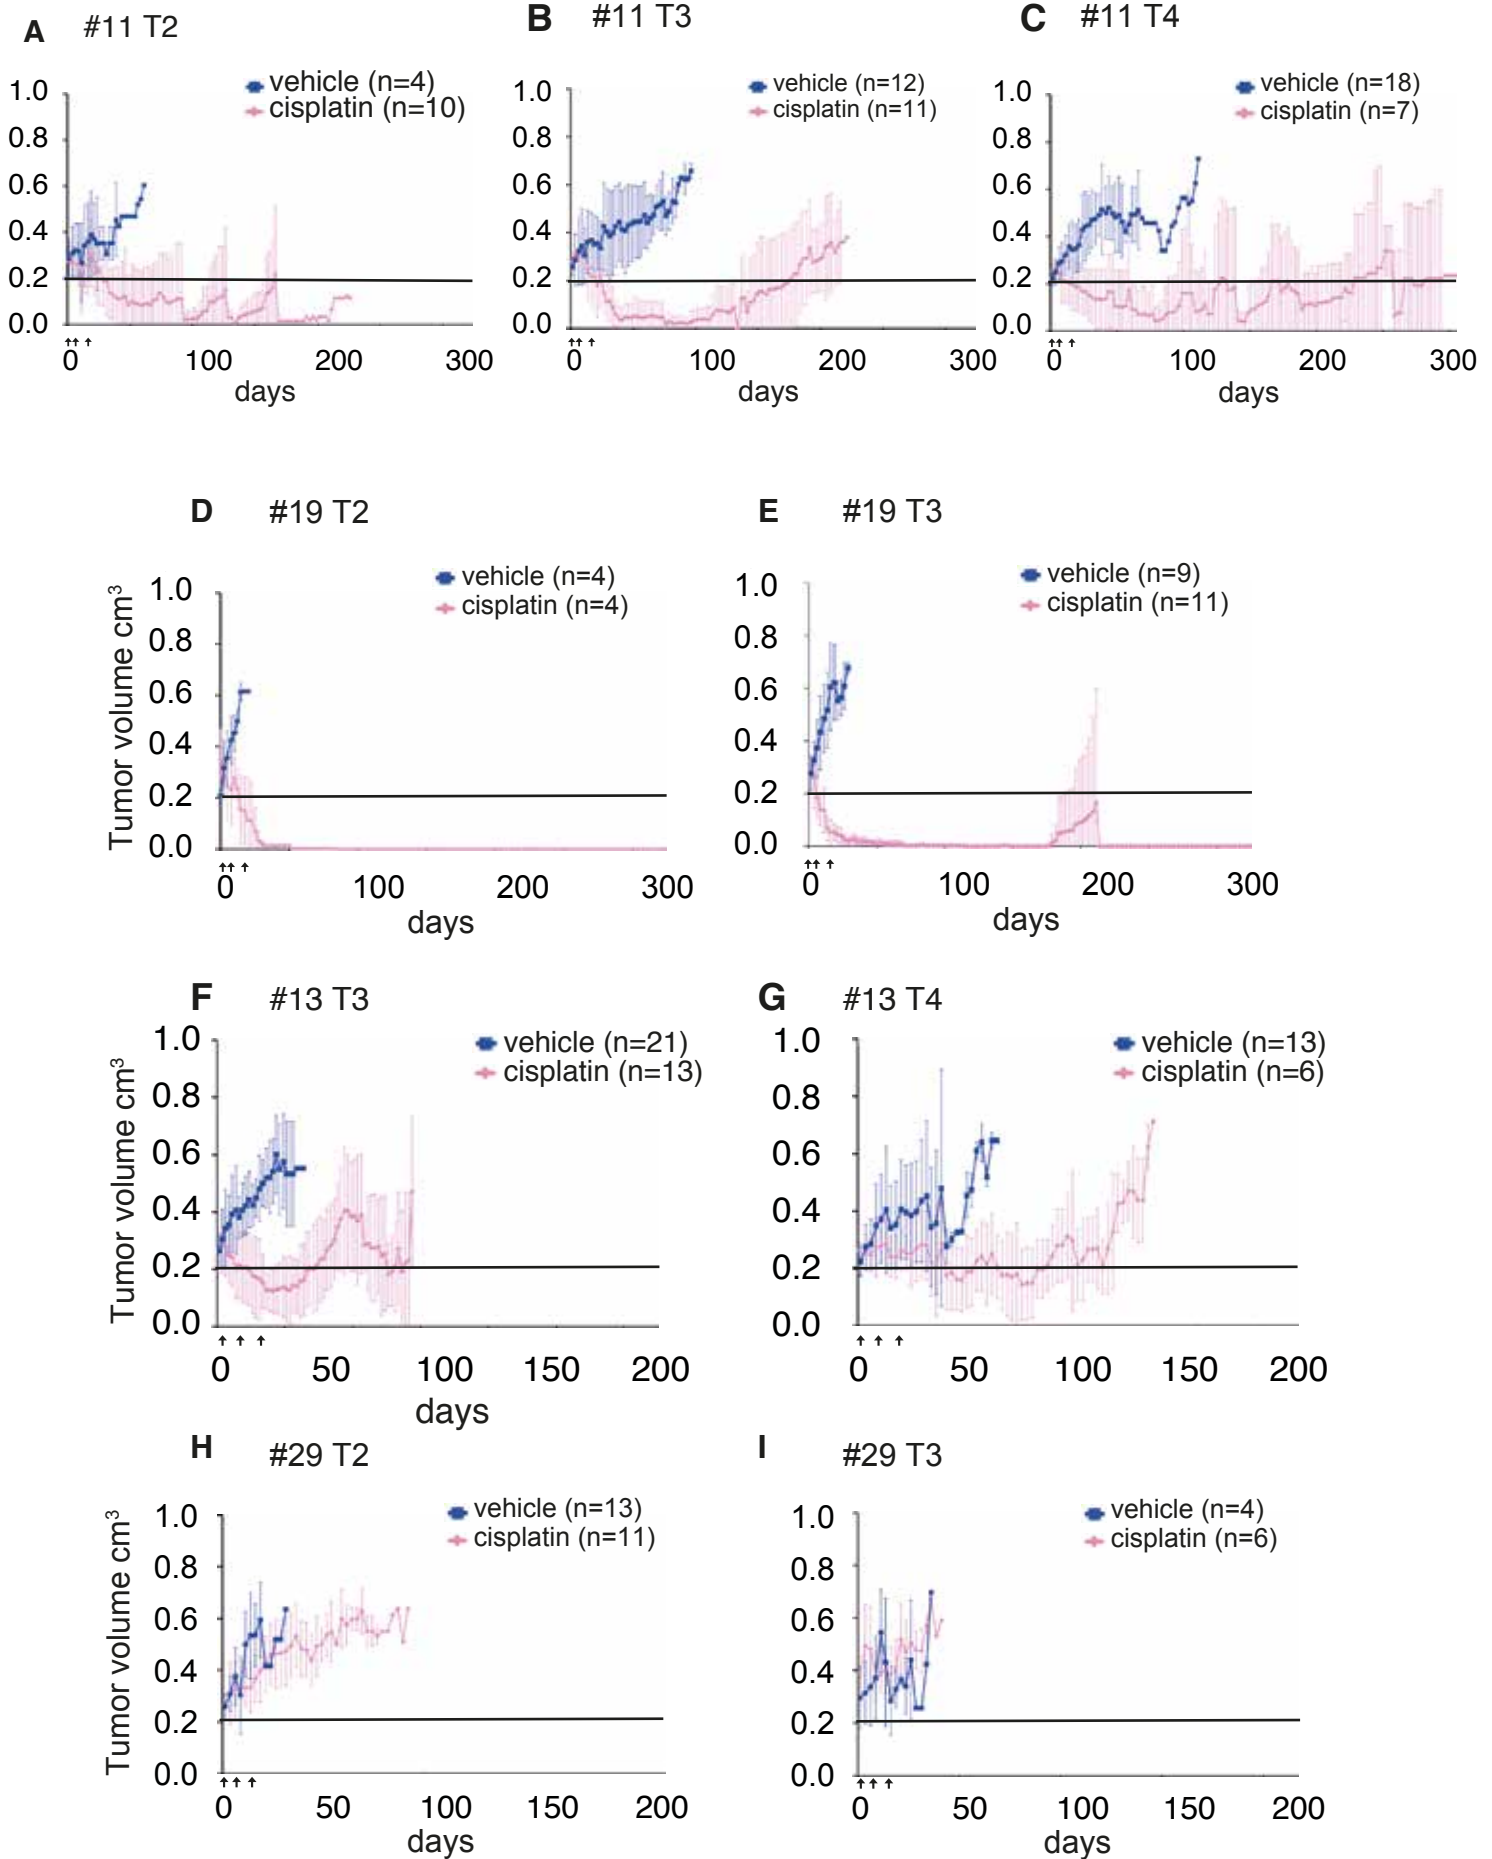 A #11 T2
B #11 T3
C #11 T4
vehicle (n=4)
cisplatin (n=10)
1.0
0.8
0.6
0.4
0.2
0.0
0 100 200 300
days
vehicle (n=12)
cisplatin (n=11)
1.0
0.8
0.6
0.4
0.2
0.0
0 100 200 300
days
vehicle (n=18)
cisplatin (n=7)
1.0
0.8
0.6
0.4
0.2
0.0
0 100 200 300
days
D #19 T2
vehicle (n=4)
cisplatin (n=4)
Tumor volume cm³
1.0
0.8
0.6
0.4
0.2
0.0
0 100 200 300
days
E #19 T3
vehicle (n=9)
cisplatin (n=11)
1.0
0.8
0.6
0.4
0.2
0.0
0 100 200 300
days
F #13 T3
vehicle (n=21)
cisplatin (n=13)
Tumor volume cm³
1.0
0.8
0.6
0.4
0.2
0.0
0 50 100 150 200
days
G #13 T4
vehicle (n=13)
cisplatin (n=6)
1.0
0.8
0.6
0.4
0.2
0.0
0 50 100 150 200
H #29 T2
vehicle (n=13)
cisplatin (n=11)
Tumor volume cm³
1.0
0.8
0.6
0.4
0.2
0.0
0 50 100 150 200
days
I #29 T3
vehicle (n=4)
cisplatin (n=6)
1.0
0.8
0.6
0.4
0.2
0.0
0 50 100 150 200
days